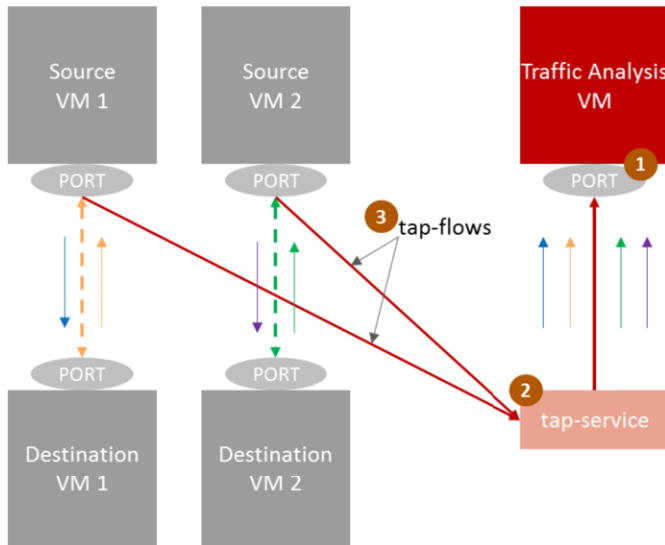 Source
VM 1
Source
VM 2
Traffic Analysis
VM
PORT
PORT
PORT
1
3
tap-flows
PORT
PORT
2
tap-service
Destination
VM 1
Destination
VM 2